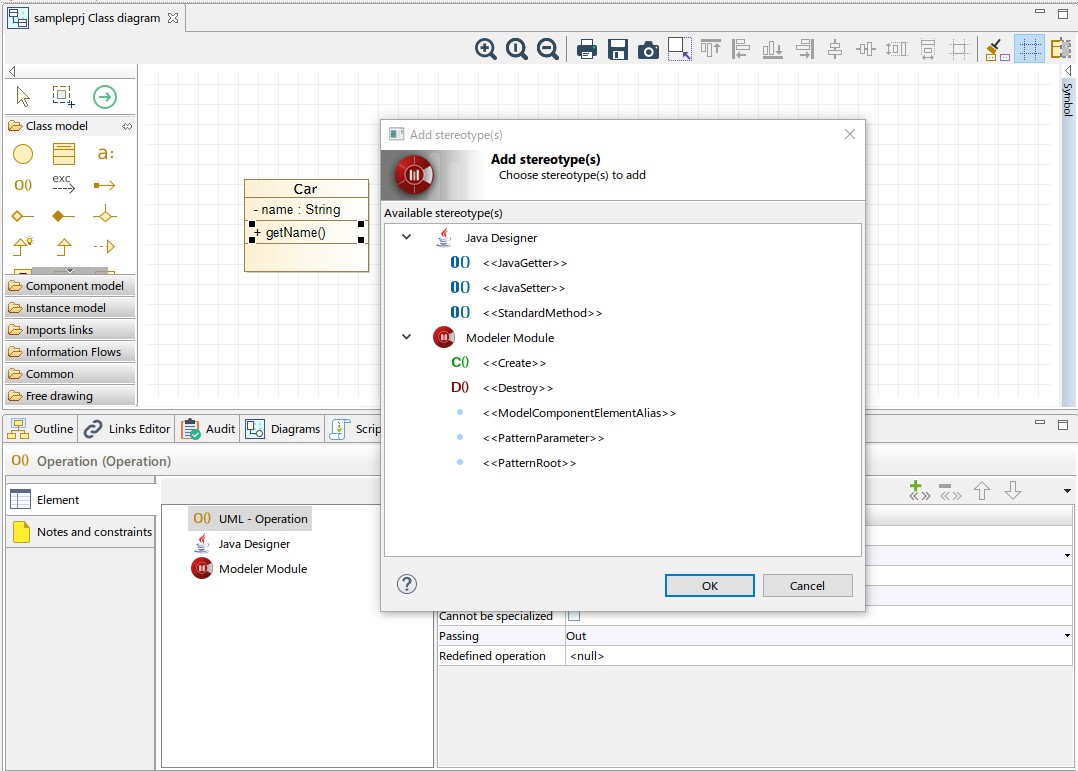 sampleprj Class diagram
Symbol
Class model
a:
O()
exc
Component model
Instance model
Imports links
Information Flows
Common
Free drawing
Car
- name : String
+ getName()
Add stereotype(s)
Add stereotype(s)
Choose stereotype(s) to add
Available stereotype(s)
Java Designer
O() <<JavaGetter>>
O() <<JavaSetter>>
O() <<StandardMethod>>
Modeler Module
C() <<Create>>
D() <<Destroy>>
<<ModelComponentElementAlias>>
<<PatternParameter>>
<<PatternRoot>>
?
OK
Cancel
Outline
Links Editor
Audit
Diagrams
Scrip
O() Operation (Operation)
Element
Notes and constraints
O() UML - Operation
Java Designer
Modeler Module
Cannot be specialized
Passing Out
Redefined operation <null>